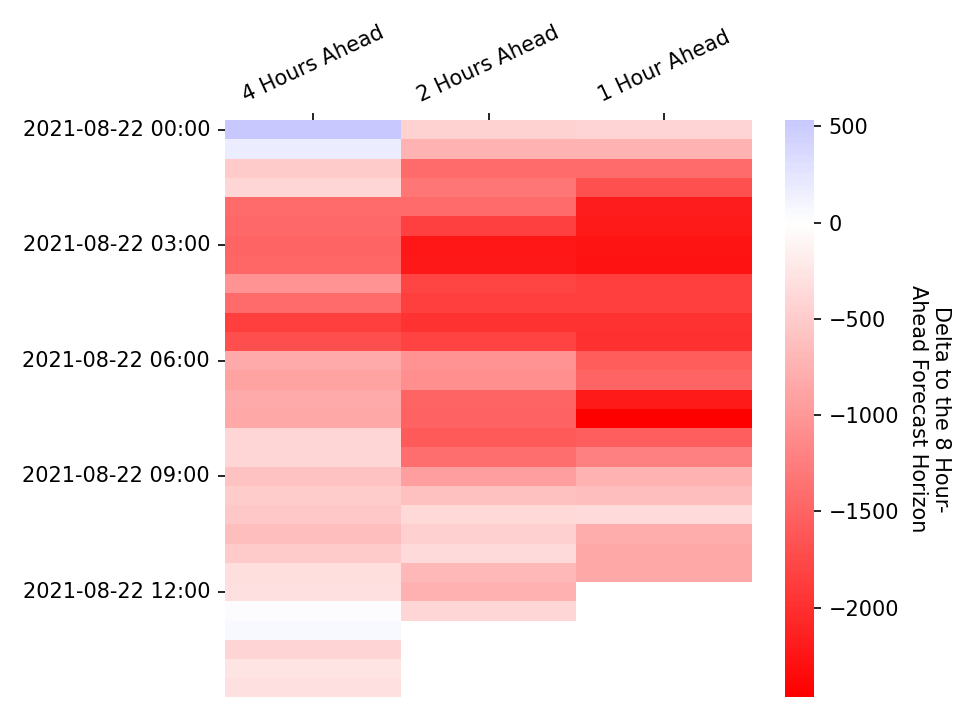 4 Hours Ahead
2 Hours Ahead
1 Hour Ahead
2021-08-22 00:00
2021-08-22 03:00
2021-08-22 06:00
2021-08-22 09:00
2021-08-22 12:00
500
0
−500
−1000
−1500
−2000
Delta to the 8 Hour-
Ahead Forecast Horizon